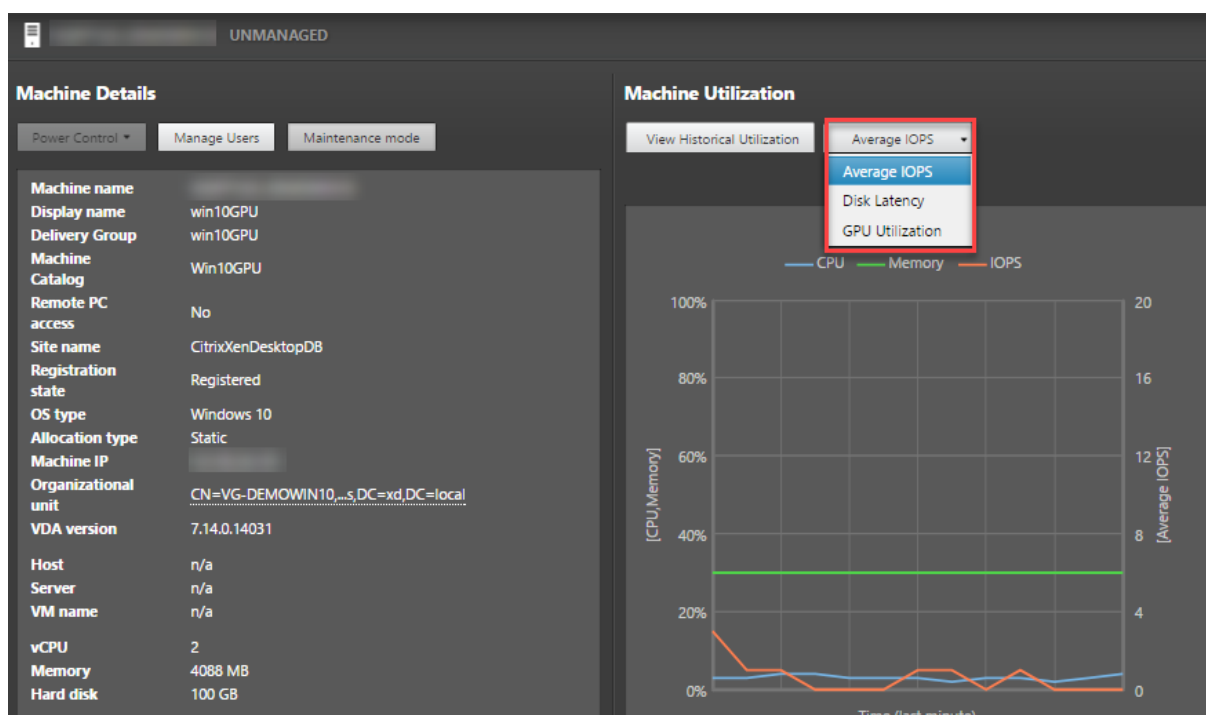 UNMANAGED
Machine Details
Power Control
Manage Users
Maintenance mode
Machine name
Display name win10GPU
Delivery Group win10GPU
Machine
Catalog Win10GPU
Remote PC
access No
Site name CitrixXenDesktopDB
Registration
state Registered
OS type Windows 10
Allocation type Static
Machine IP
Organizational
unit CN=VG-DEMOWIN10,...s,DC=xd,DC=local
VDA version 7.14.0.14031
Host n/a
Server n/a
VM name n/a
vCPU 2
Memory 4088 MB
Hard disk 100 GB
Machine Utilization
View Historical Utilization
Average IOPS
Average IOPS
Disk Latency
GPU Utilization
CPU Memory IOPS
100% 20
80% 16
60% 12
40% 8
20% 4
0% 0
[CPU,Memory]
[Average IOPS]
Time (last minute)